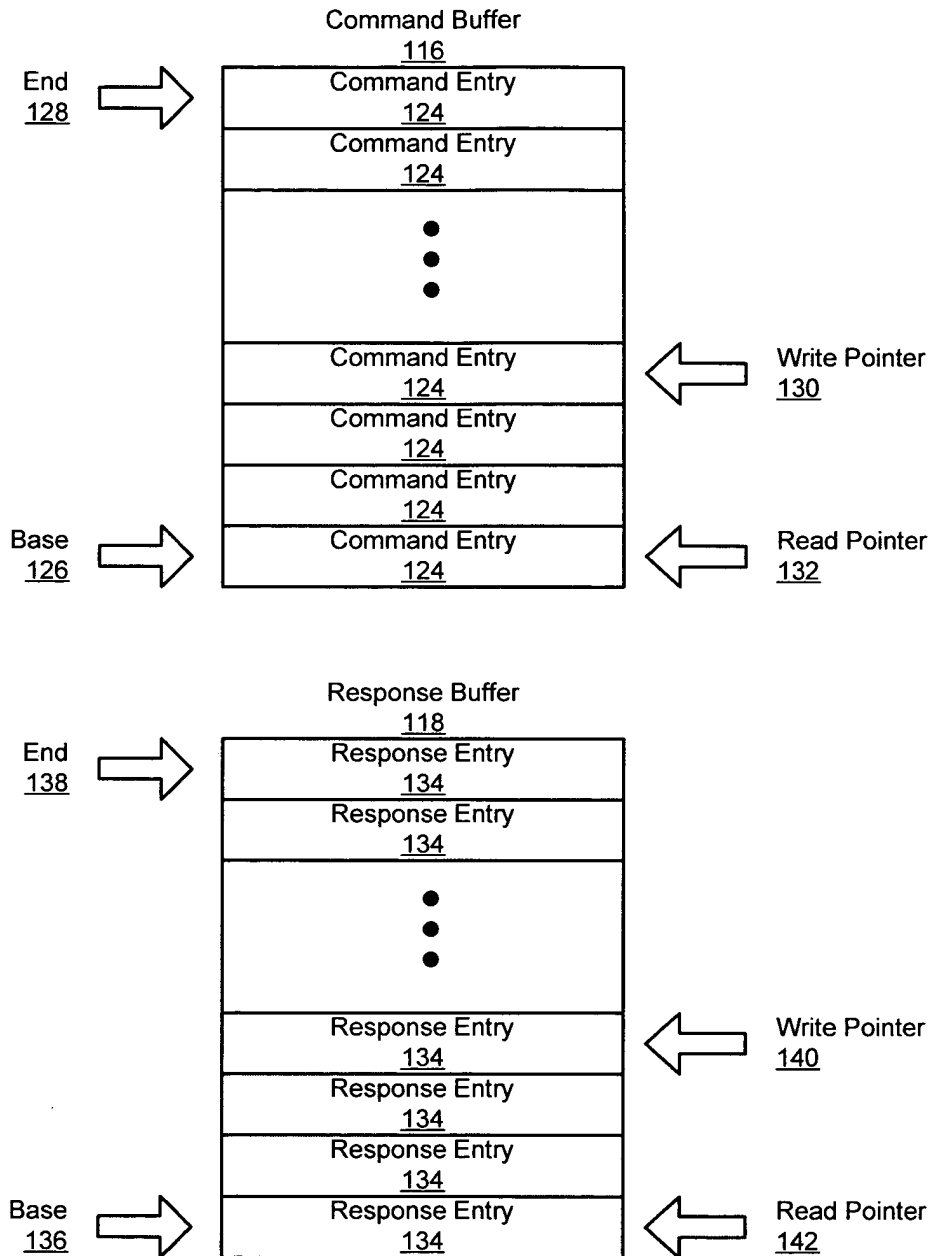 Command Buffer
116
End
128
Command Entry
124
Command Entry
124
Command Entry
124
Write Pointer
130
Command Entry
124
Command Entry
124
Base
126
Command Entry
124
Read Pointer
132
Response Buffer
118
End
138
Response Entry
134
Response Entry
134
Response Entry
134
Write Pointer
140
Response Entry
134
Response Entry
134
Base
136
Response Entry
134
Read Pointer
142